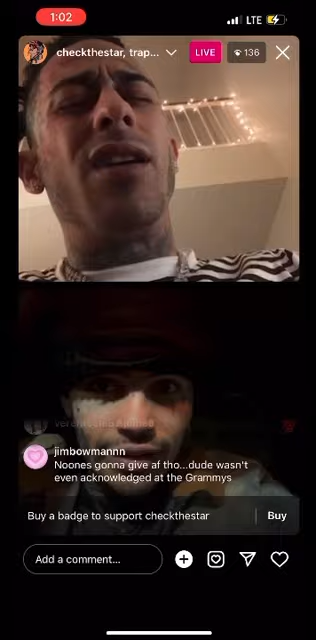 1:02
LTE
checkthestar, trap...
LIVE
136
jimbowmannn
Noones gonna give af tho...dude wasn't
even acknowledged at the Grammys
Buy a badge to support checkthestar
Buy
Add a comment...